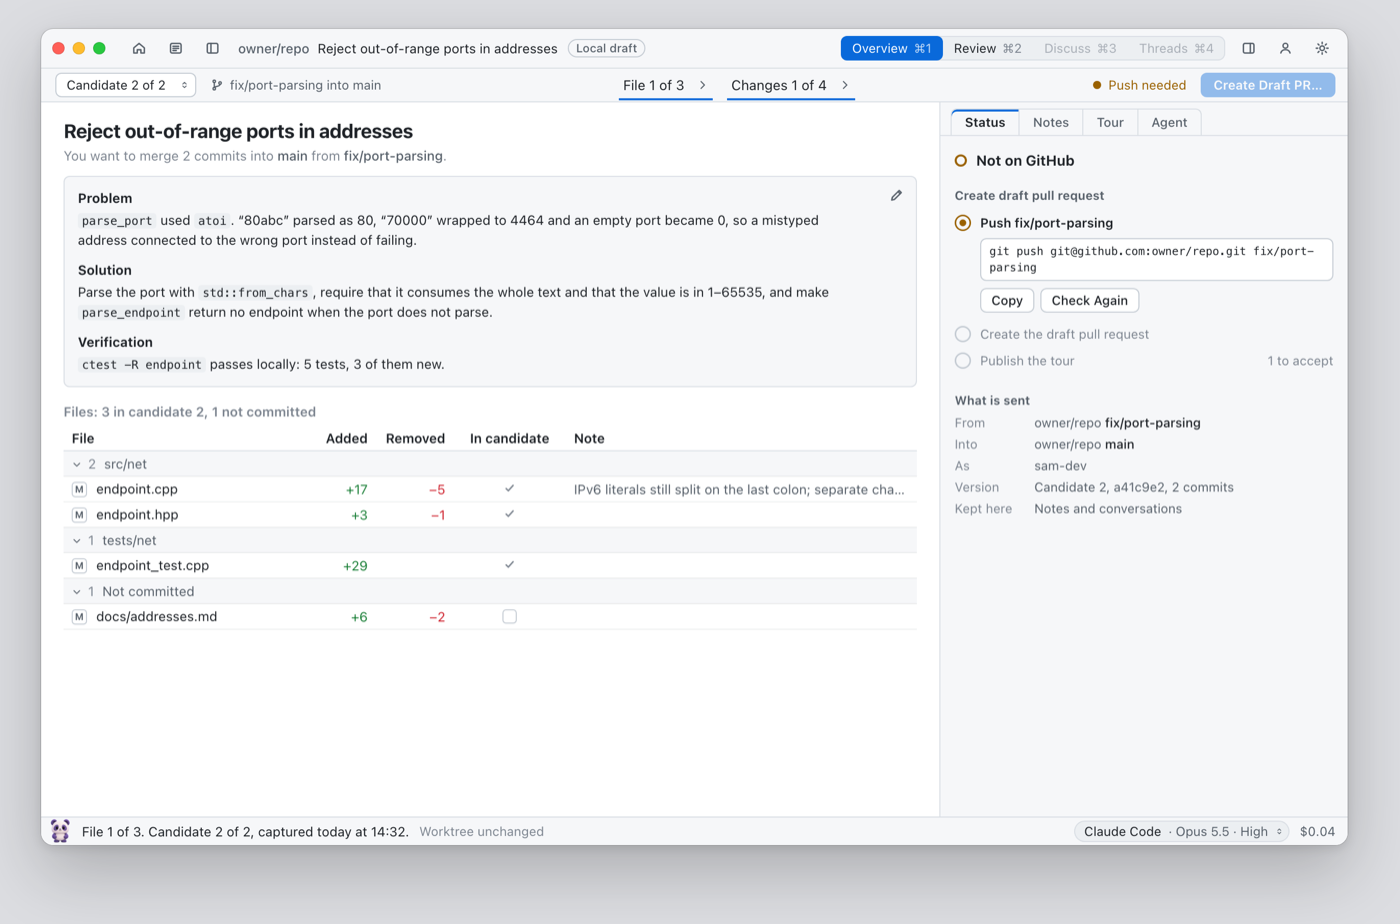 owner/repo Reject out-of-range ports in addresses Local draft Overview ⌘1 Review ⌘2 Discuss ⌘3 Threads ⌘4
Candidate 2 of 2 fix/port-parsing into main File 1 of 3 Changes 1 of 4 Push needed Create Draft PR...
Reject out-of-range ports in addresses
You want to merge 2 commits into main from fix/port-parsing.
Problem
parse_port used atoi. “80abc” parsed as 80, “70000” wrapped to 4464 and an empty port became 0, so a mistyped
address connected to the wrong port instead of failing.
Solution
Parse the port with std::from_chars, require that it consumes the whole text and that the value is in 1–65535, and make
parse_endpoint return no endpoint when the port does not parse.
Verification
ctest -R endpoint passes locally: 5 tests, 3 of them new.
Files: 3 in candidate 2, 1 not committed
File Added Removed In candidate Note
2 src/net
M endpoint.cpp +17 −5 IPv6 literals still split on the last colon; separate cha...
M endpoint.hpp +3 −1
1 tests/net
M endpoint_test.cpp +29
1 Not committed
M docs/addresses.md +6 −2
Status Notes Tour Agent
Not on GitHub
Create draft pull request
Push fix/port-parsing
git push git@github.com:owner/repo.git fix/port-
parsing
Copy Check Again
Create the draft pull request
Publish the tour 1 to accept
What is sent
From owner/repo fix/port-parsing
Into owner/repo main
As sam-dev
Version Candidate 2, a41c9e2, 2 commits
Kept here Notes and conversations
File 1 of 3. Candidate 2 of 2, captured today at 14:32. Worktree unchanged Claude Code · Opus 5.5 · High $0.04